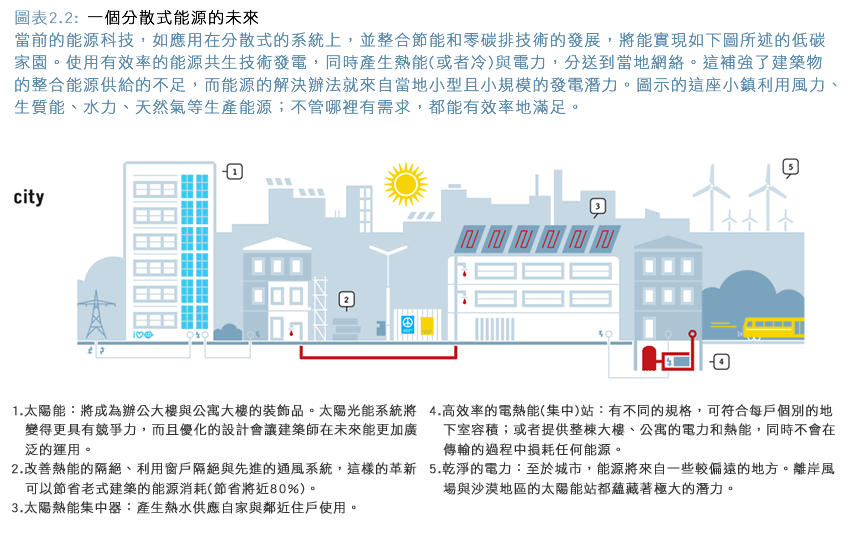 圖表2.2: 一個分散式能源的未來
當前的能源科技，如應用在分散式的系統上，並整合節能和零碳排技術的發展，將能實現如下圖所述的低碳
家園。使用有效率的能源共生技術發電，同時產生熱能(或者冷)與電力，分送到當地網絡。這補強了建築物
的整合能源供給的不足，而能源的解決辦法就來自當地小型且小規模的發電潛力。圖示的這座小鎮利用風力、
生質能、水力、天然氣等生產能源；不管哪裡有需求，都能有效率地滿足。
city
1
2
3
4
5
1.太陽能：將成為辦公大樓與公寓大樓的裝飾品。太陽光能系統將
變得更具有競爭力，而且優化的設計會讓建築師在未來能更加廣
泛的運用。
2.改善熱能的隔絕、利用窗戶隔絕與先進的通風系統，這樣的革新
可以節省老式建築的能源消耗(節省將近80%)。
3.太陽熱能集中器：產生熱水供應自家與鄰近住戶使用。
4.高效率的電熱能(集中)站：有不同的規格，可符合每戶個別的地
下室容積；或者提供整棟大樓、公寓的電力和熱能，同時不會在
傳輸的過程中損耗任何能源。
5.乾淨的電力：至於城市，能源將來自一些較偏遠的地方。離岸風
場與沙漠地區的太陽能站都蘊藏著極大的潛力。